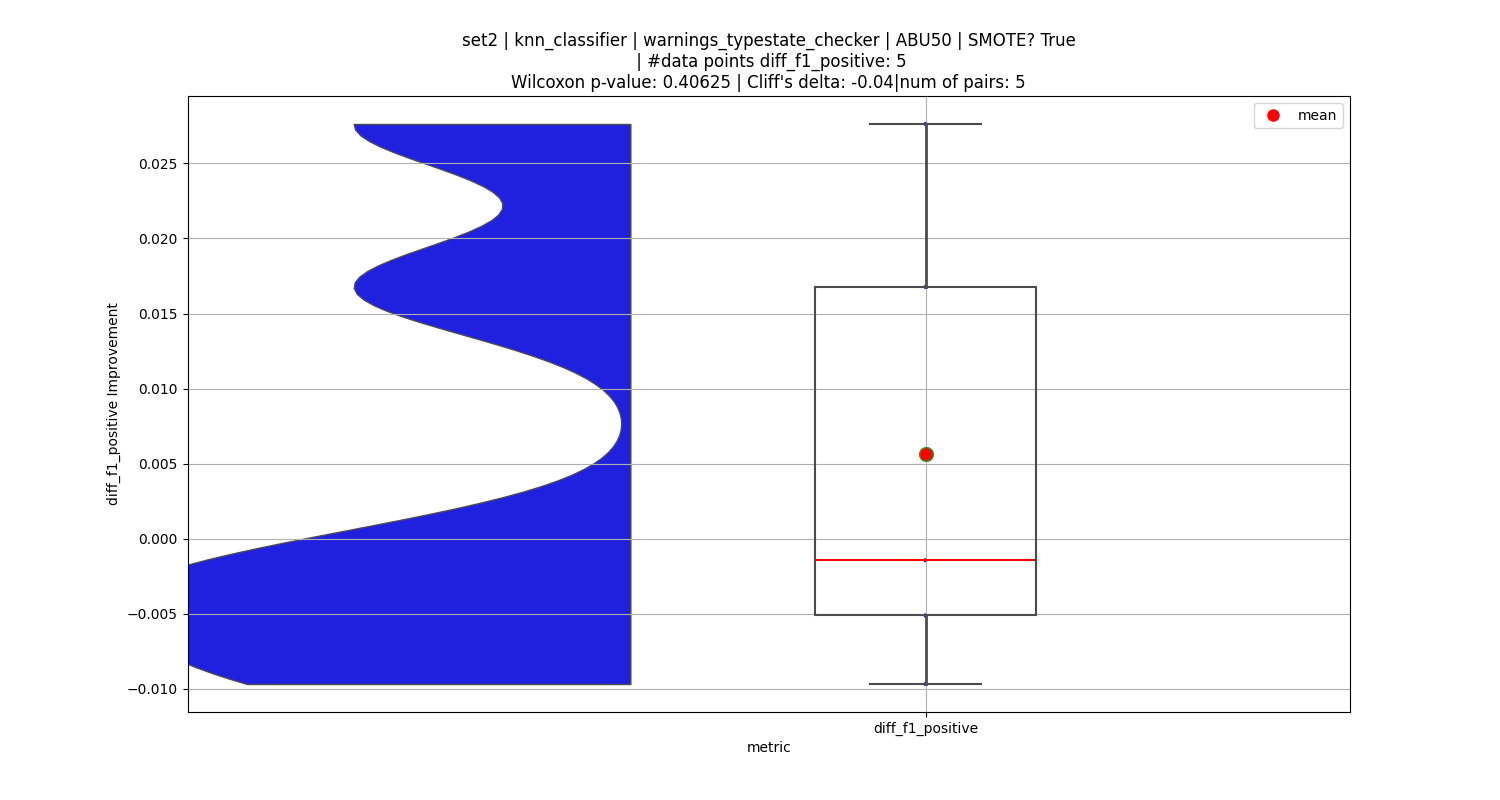 set2 | knn_classifier | warnings_typestate_checker | ABU50 | SMOTE? True
| #data points diff_f1_positive: 5
Wilcoxon p-value: 0.40625 | Cliff's delta: -0.04|num of pairs: 5
mean
0.025
0.020
0.015
0.010
0.005
0.000
−0.005
−0.010
diff_f1_positive Improvement
diff_f1_positive
metric